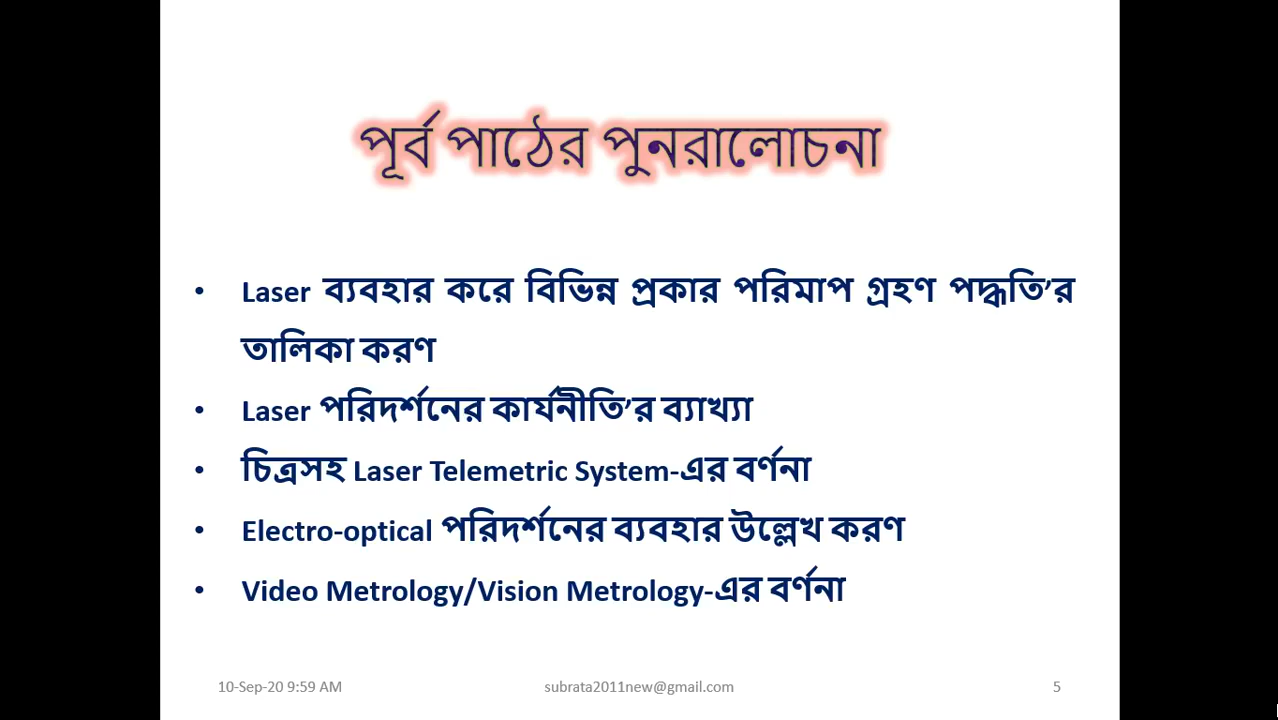 পূর্ব পাঠের পুনরালোচনা
• Laser ব্যবহার করে বিভিন্ন প্রকার পরিমাপ গ্রহণ পদ্ধতি’র
তালিকা করণ
• Laser পরিদর্শনের কার্যনীতি’র ব্যাখ্যা
• চিত্রসহ Laser Telemetric System-এর বর্ণনা
• Electro-optical পরিদর্শনের ব্যবহার উল্লেখ করণ
• Video Metrology/Vision Metrology-এর বর্ণনা
10-Sep-20 9:59 AM subrata2011new@gmail.com 5